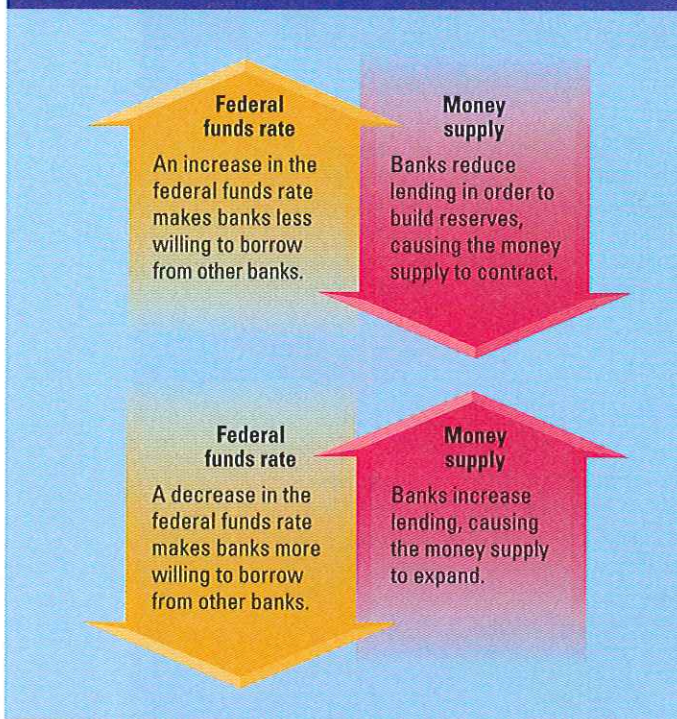 Federal
funds rate
An increase in the
federal funds rate
makes banks less
willing to borrow
from other banks.
Money
supply
Banks reduce
lending in order to
build reserves,
causing the money
supply to contract.
Federal
funds rate
A decrease in the
federal funds rate
makes banks more
willing to borrow
from other banks.
Money
supply
Banks increase
lending, causing
the money supply
to expand.